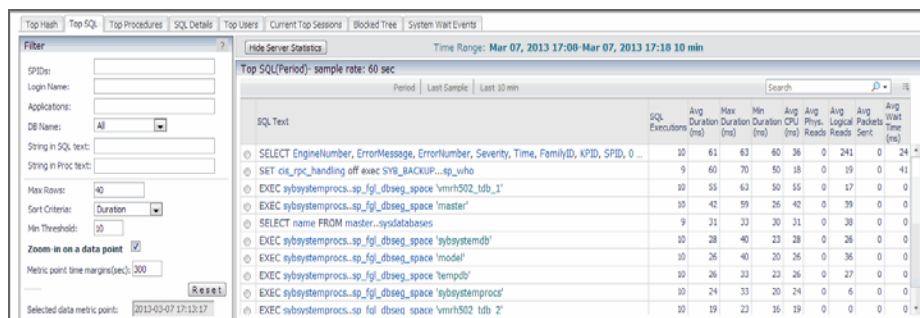 Top Hash Top SQL Top Procedures SQL Details Top Users Current Top Sessions Blocked Tree System Wait Events
Filter ?
SPIDs:
Login Name:
Applications:
DB Name: All
String in SQL text:
String in Proc text:
Max Rows: 40
Sort Criteria: Duration
Min Threshold: 10
Zoom-in on a data point
Metric point time margins(sec): 300
Reset
Selected data metric point: 2013-03-07 17:13:17
Hide Server Statistics Time Range: Mar 07, 2013 17:08-Mar 07, 2013 17:18 10 min
Top SQL(Period)- sample rate: 60 sec
Period Last Sample Last 10 min Search
SQL Text SQL Executions Avg Duration (ms) Max Duration (ms) Min Duration (ms) Avg CPU (ms) Avg Phys. Reads Avg Logical Reads Avg Packets Sent Avg Wait Time (ms)
SELECT EngineNumber, ErrorMessage, ErrorNumber, Severity, Time, FamilyID, KPID, SPID, 0 ... 10 61 63 60 36 0 241 0 24
SET cis_rpc_handling off exec SYB_BACKUP...sp_who 9 60 70 50 18 0 19 0 41
EXEC sybsystemprocs..sp_fgl_dbseg_space 'vmrh502_tdb_1' 10 55 63 50 55 0 17 0 0
EXEC sybsystemprocs..sp_fgl_dbseg_space 'master' 10 42 59 26 42 0 39 0 0
SELECT name FROM master..sysdatabases 9 31 33 30 31 0 38 0 0
EXEC sybsystemprocs..sp_fgl_dbseg_space 'sybsystemdb' 10 28 40 23 28 0 26 0 0
EXEC sybsystemprocs..sp_fgl_dbseg_space 'model' 10 26 40 20 26 0 36 0 0
EXEC sybsystemprocs..sp_fgl_dbseg_space 'tempdb' 10 26 33 23 26 0 27 0 0
EXEC sybsystemprocs..sp_fgl_dbseg_space 'sybsystemprocs' 10 24 33 20 24 0 6 0 0
EXEC sybsystemprocs..sp_fgl_dbseg_space 'vmrh502_tdb_2' 10 19 23 16 19 0 0 0 0